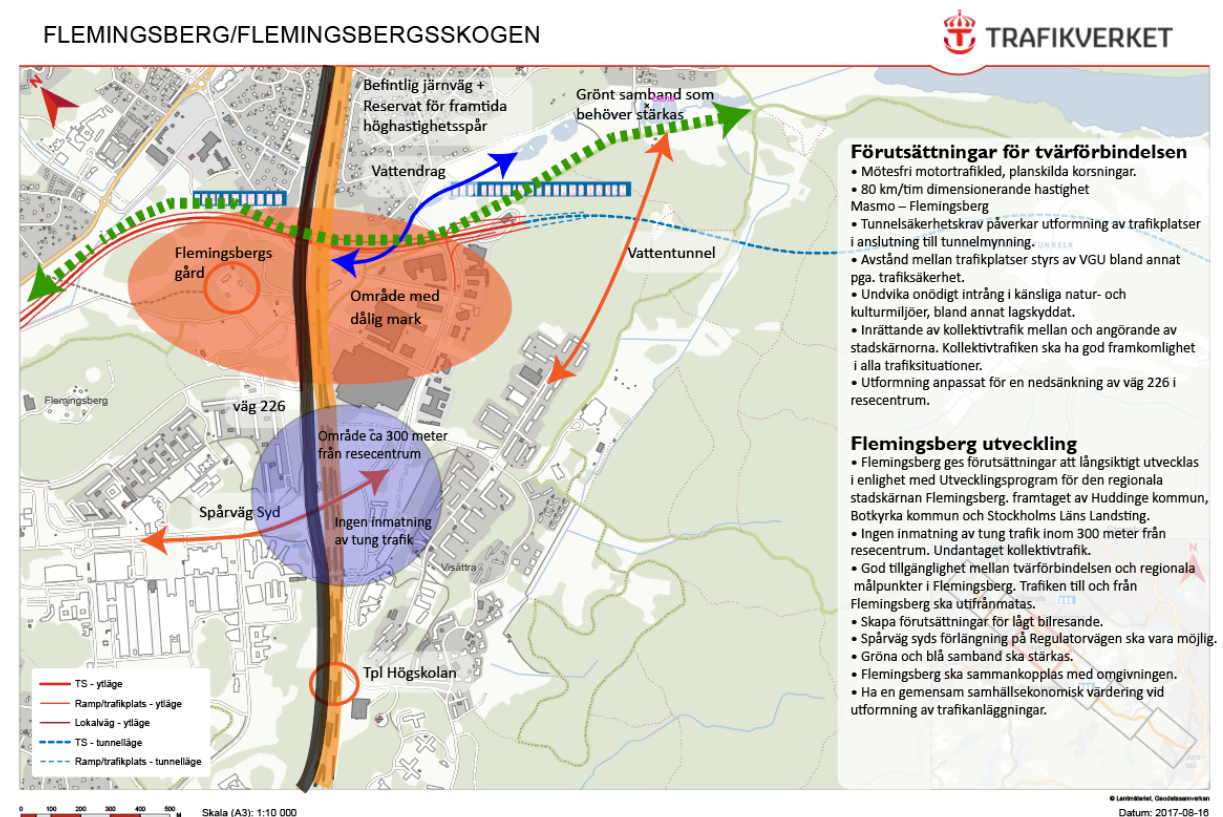 FLEMINGSBERG/FLEMINGSBERGSSKOGEN
TRAFIKVERKET
N
Befintlig järnväg +
Reservat för framtida
höghastighetsspår
Grönt samband som
behöver stärkas
Vattendrag
Flemingsbergs
gård
Område med
dålig mark
Vattentunnel
Flemingsberg
väg 226
Område ca 300 meter
från resecentrum
Spårväg Syd
Ingen inmatning
av tung trafik
Visättra
Tpl Högskolan
TS - ytläge
Ramp/trafikplats - ytläge
Lokalväg - ytläge
TS - tunnelläge
Ramp/trafikplats - tunnelläge
Förutsättningar för tvärförbindelsen
• Mötesfri motortrafikled, planskilda korsningar.
• 80 km/tim dimensionerande hastighet
Masmo – Flemingsberg
• Tunnelsäkerhetskrav påverkar utformning av trafikplatser
i anslutning till tunnelmynning.
• Avstånd mellan trafikplatser styrs av VGU bland annat
pga. trafiksäkerhet.
• Undvika onödigt intrång i känsliga natur- och
kulturmiljöer, bland annat lagskyddat.
• Inrättande av kollektivtrafik mellan och angörande av
stadskärnorna. Kollektivtrafiken ska ha god framkomlighet
i alla trafiksituationer.
• Utformning anpassat för en nedsänkning av väg 226 i
resecentrum.
Flemingsberg utveckling
• Flemingsberg ges förutsättningar att långsiktigt utvecklas
i enlighet med Utvecklingsprogram för den regionala
stadskärnan Flemingsberg. framtaget av Huddinge kommun,
Botkyrka kommun och Stockholms Läns Landsting.
• Ingen inmatning av tung trafik inom 300 meter från
resecentrum. Undantaget kollektivtrafik.
• God tillgänglighet mellan tvärförbindelsen och regionala
målpunkter i Flemingsberg. Trafiken till och från
Flemingsberg ska utifrånmatas.
• Skapa förutsättningar för lågt bilresande.
• Spårväg syds förlängning på Regulatorvägen ska vara möjlig.
• Gröna och blå samband ska stärkas.
• Flemingsberg ska sammankopplas med omgivningen.
• Ha en gemensam samhällsekonomisk värdering vid
utformning av trafikanläggningar.
N
0 100 200 300 400 500
M
Skala (A3): 1:10 000
© Lantmäteriet, Geodatasamverkan
Datum: 2017-08-16